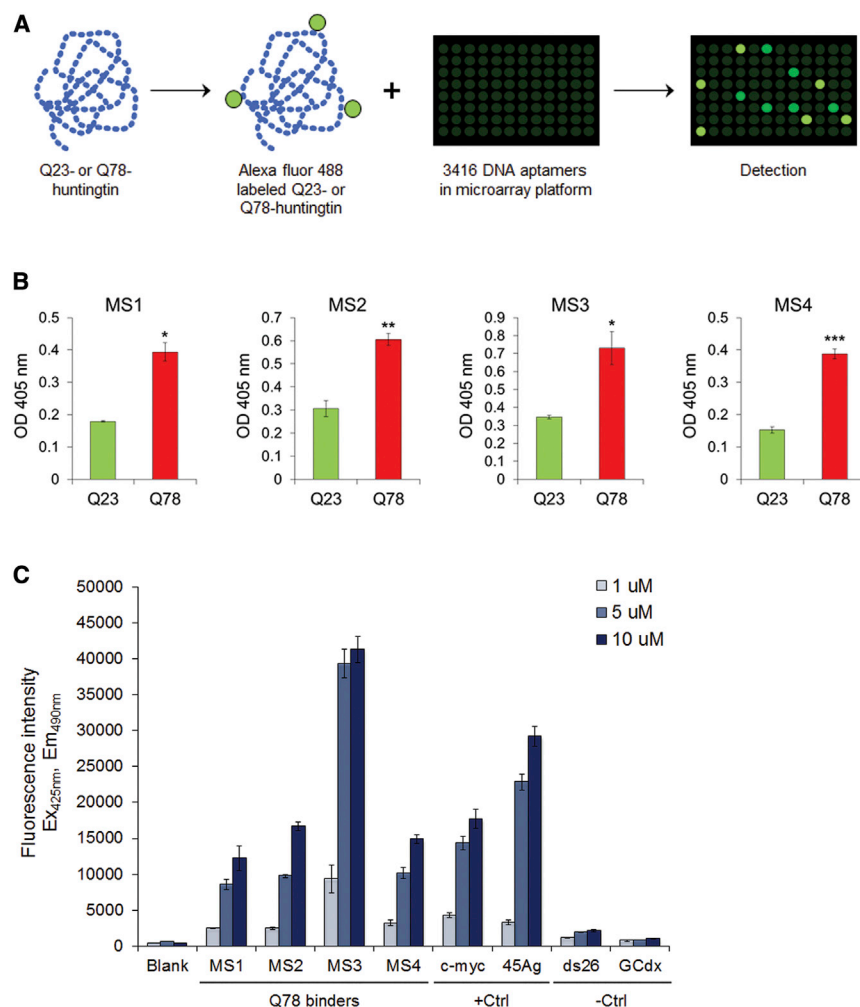 A
+
Q23- or Q78-
huntingtin
Alexa fluor 488
labeled Q23- or
Q78-huntingtin
3416 DNA aptamers
in microarray platform
Detection
B
MS1
OD 405 nm
0.5
0.4
0.3
0.2
0.1
0
*
Q23 Q78
MS2
OD 405 nm
0.7
0.6
0.5
0.4
0.3
0.2
0.1
0
**
Q23 Q78
MS3
OD 405 nm
0.9
0.8
0.7
0.6
0.5
0.4
0.3
0.2
0.1
0
*
Q23 Q78
MS4
OD 405 nm
0.5
0.4
0.3
0.2
0.1
0
***
Q23 Q78
C
Fluorescence intensity
Ex425nm, Em490nm
50000
45000
40000
35000
30000
25000
20000
15000
10000
5000
0
1 uM
5 uM
10 uM
Blank MS1 MS2 MS3 MS4 c-myc 45Ag ds26 GCdx
Q78 binders +Ctrl -Ctrl